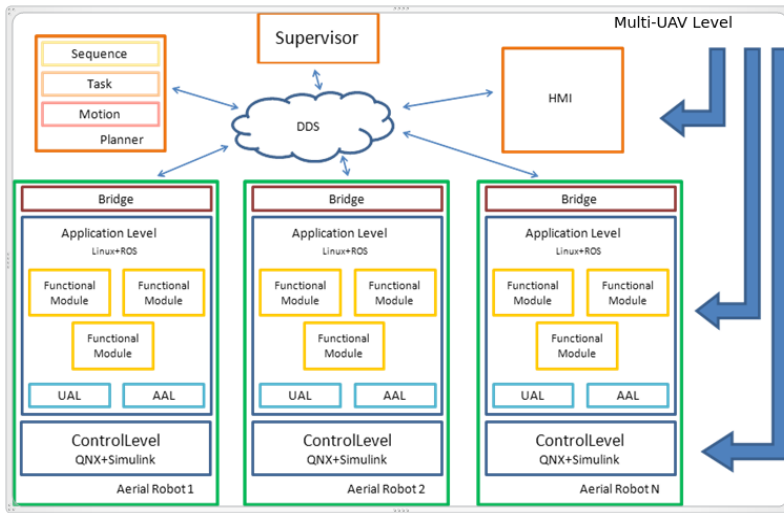 Multi-UAV Level
Supervisor
Sequence
Task
Motion
Planner
DDS
HMI
Bridge
Application Level
Linux+ROS
Functional
Module
Functional
Module
Functional
Module
UAL
AAL
ControlLevel
QNX+Simulink
Aerial Robot 1
Bridge
Application Level
Linux+ROS
Functional
Module
Functional
Module
Functional
Module
UAL
AAL
ControlLevel
QNX+Simulink
Aerial Robot 2
Bridge
Application Level
Linux+ROS
Functional
Module
Functional
Module
Functional
Module
UAL
AAL
ControlLevel
QNX+Simulink
Aerial Robot N